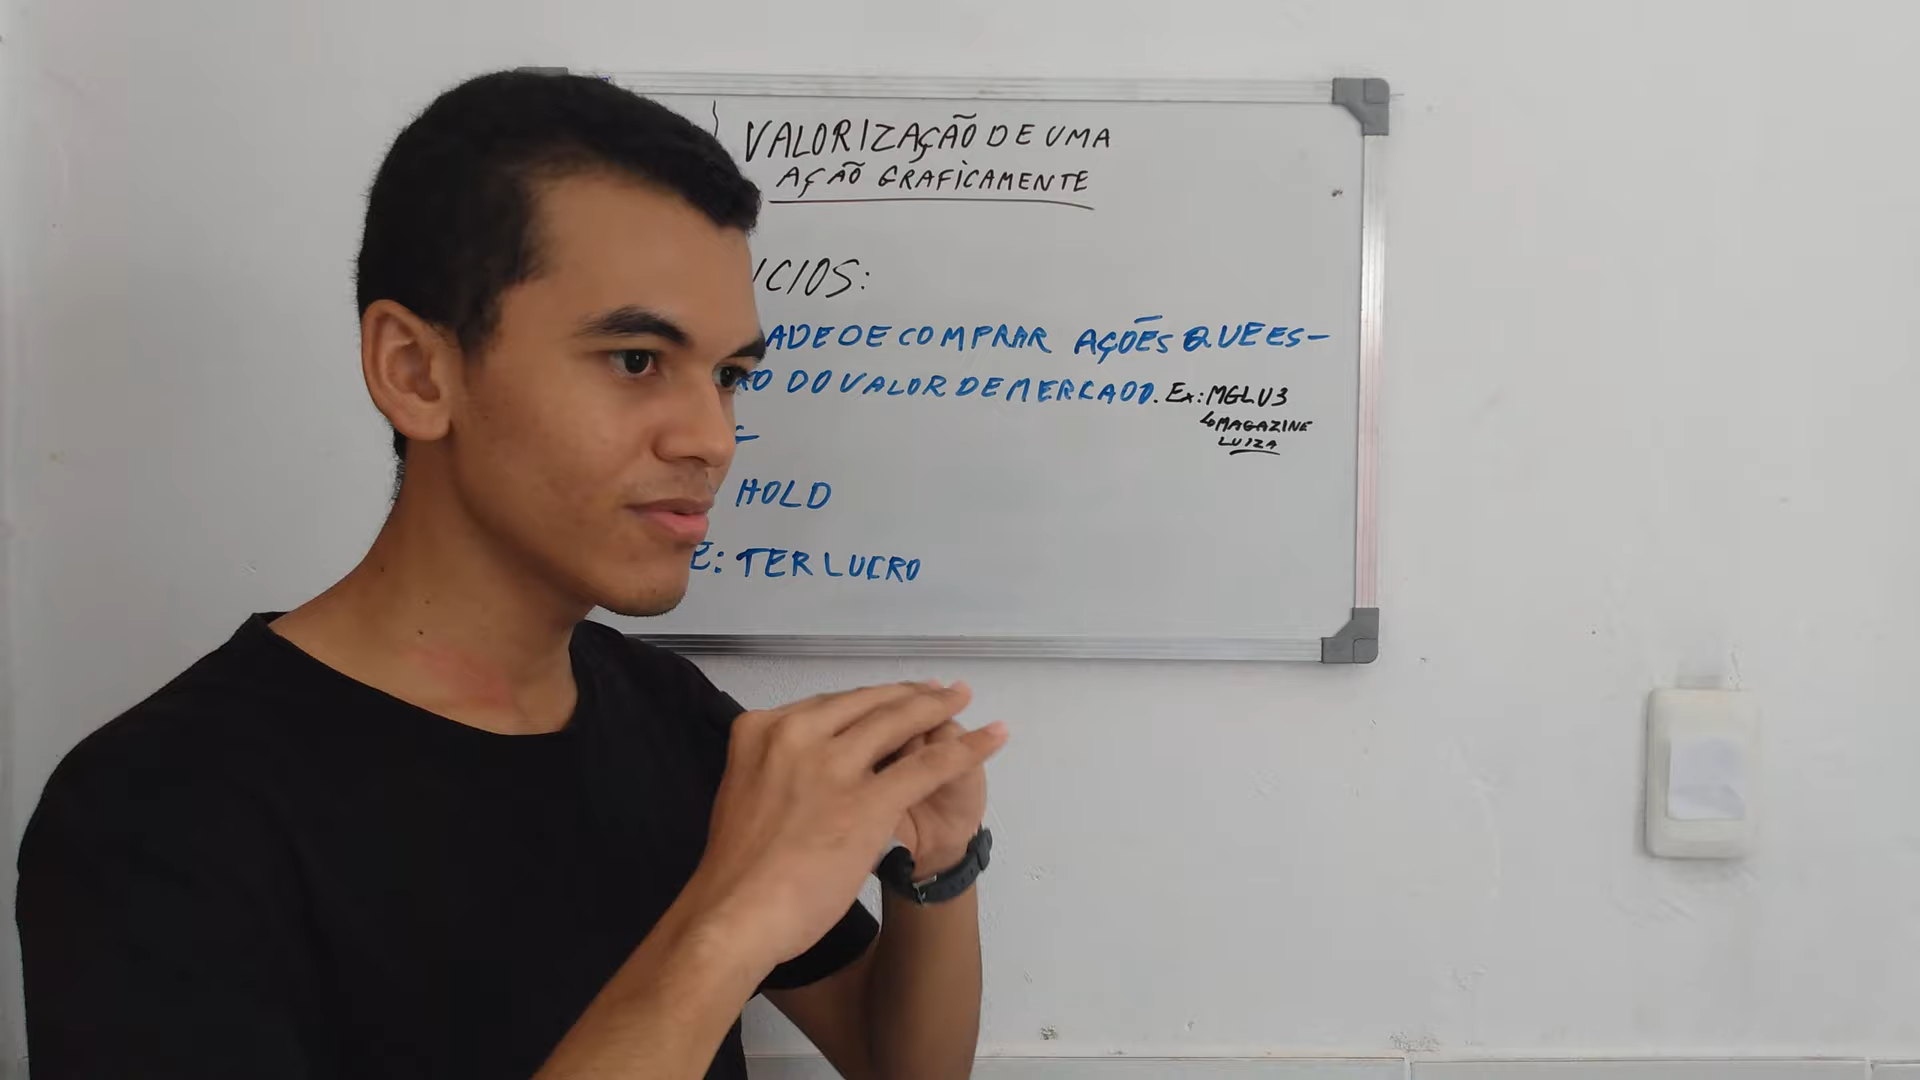 VALORIZAÇÃO DE UMA
AÇÃO GRAFICAMENTE
ICIOS:
ADE DE COMPRAR AÇÕES QUE ES-
DO VALOR DE MERCADO. Ex: MGLU3
↳ MAGAZINE
LUIZA
HOLD
E: TER LUCRO